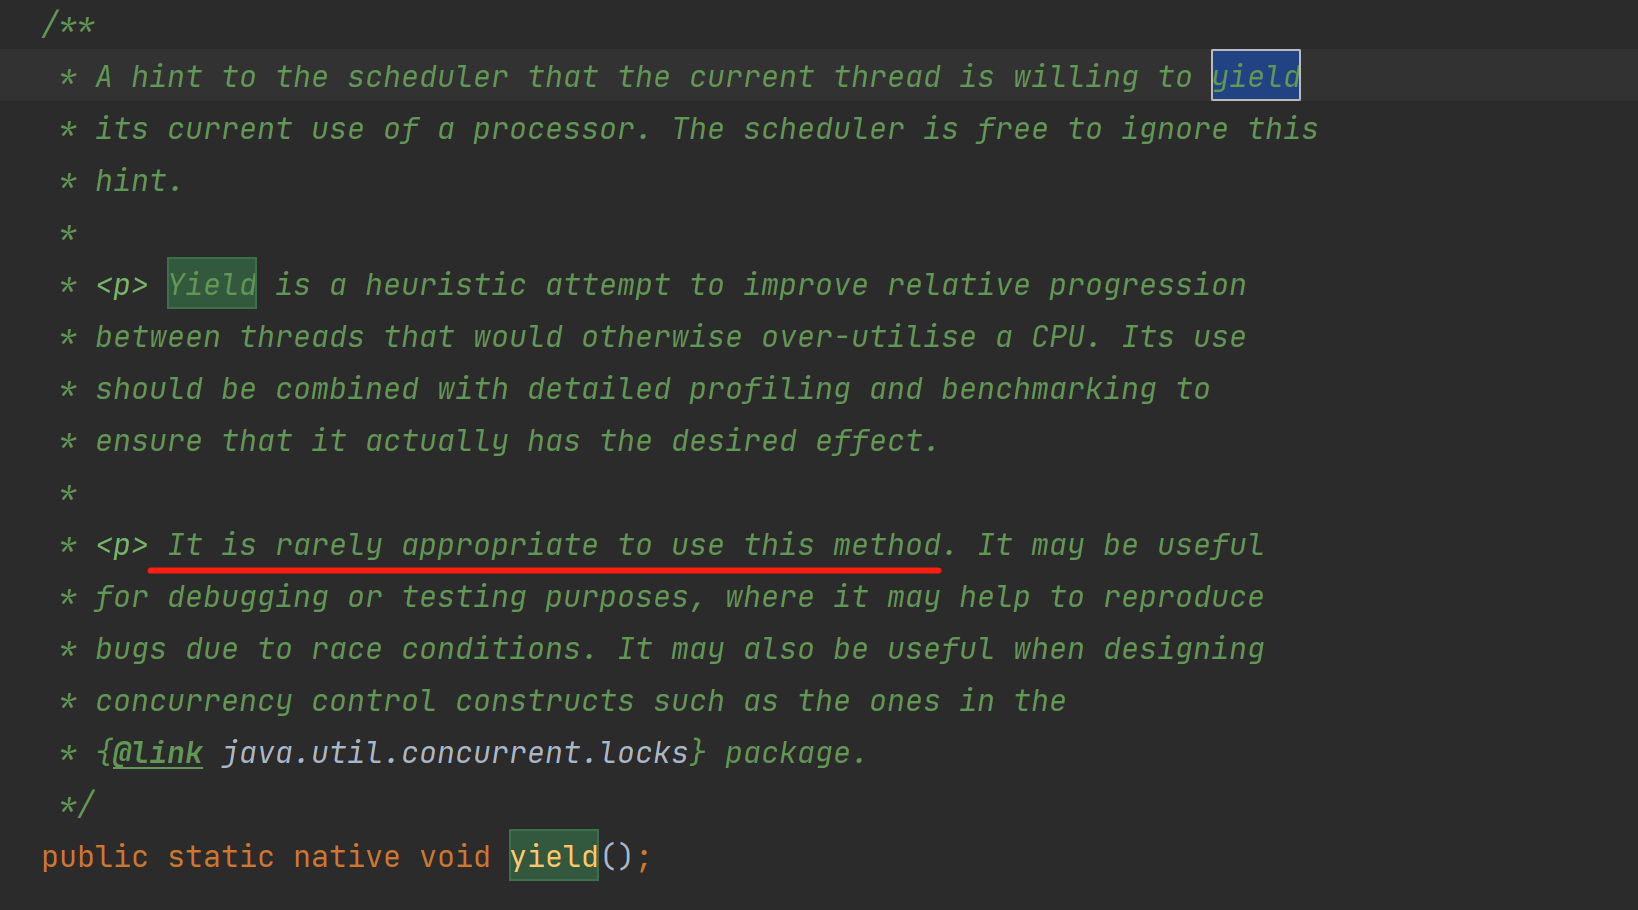 /**
 * A hint to the scheduler that the current thread is willing to yield
 * its current use of a processor. The scheduler is free to ignore this
 * hint.
 *
 * <p> Yield is a heuristic attempt to improve relative progression
 * between threads that would otherwise over-utilise a CPU. Its use
 * should be combined with detailed profiling and benchmarking to
 * ensure that it actually has the desired effect.
 *
 * <p> It is rarely appropriate to use this method. It may be useful
 * for debugging or testing purposes, where it may help to reproduce
 * bugs due to race conditions. It may also be useful when designing
 * concurrency control constructs such as the ones in the
 * {@link java.util.concurrent.locks} package.
 */
public static native void yield();